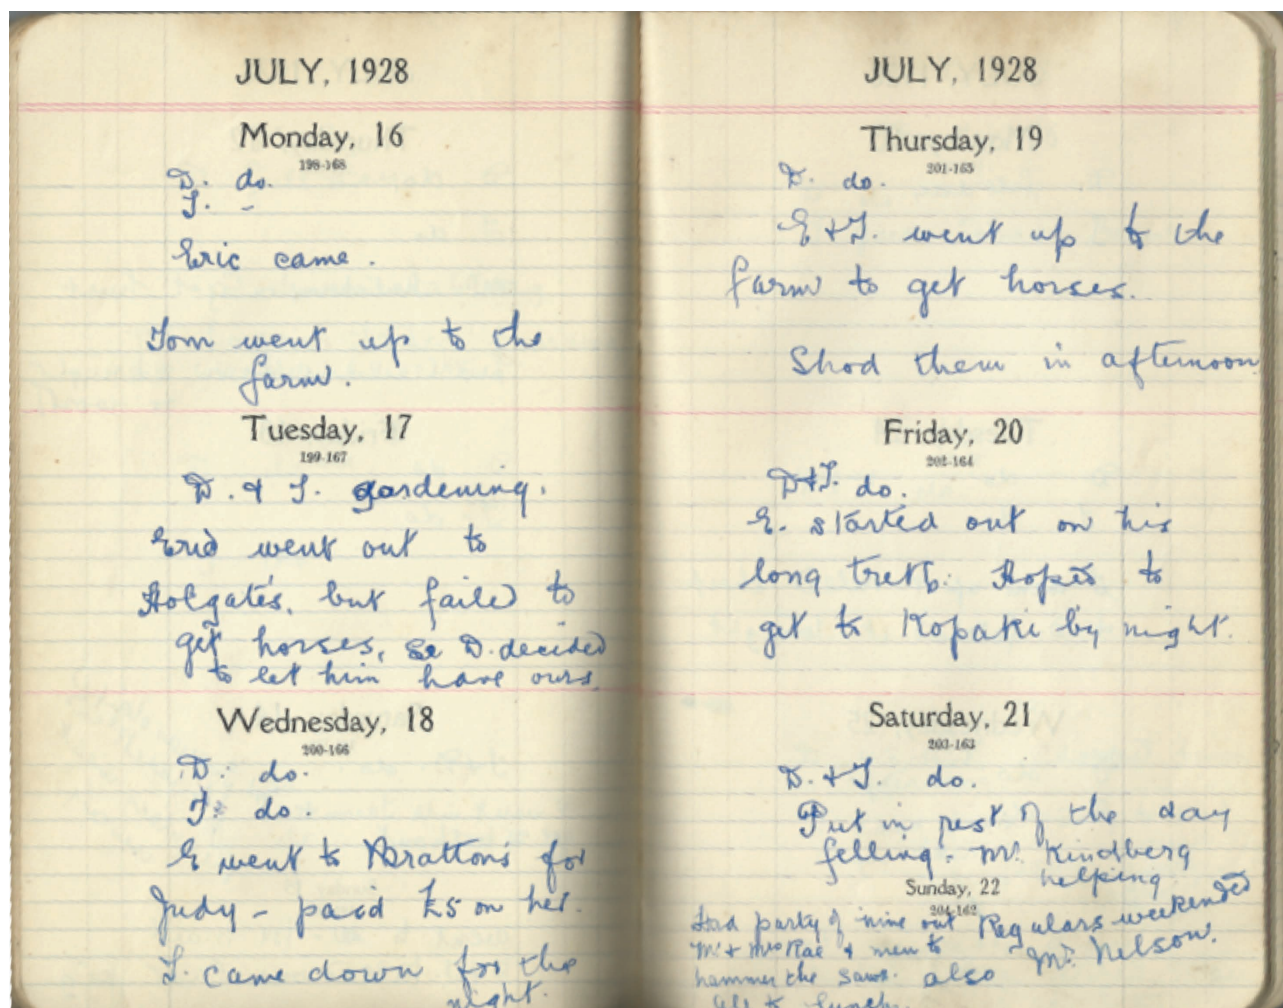 JULY, 1928
Monday, 16
198-168
D. do.
T. -
Eric came.
Tom went up to the
farm.
Tuesday, 17
199-167
D. & T. gardening.
Eric went out to
Holgate's, but failed to
get horses, so D. decided
to let him have ours.
Wednesday, 18
200-166
D. do.
T. do.
E went to Bratton's for
Judy - paid £5 on her.
T. came down for the
night.
JULY, 1928
Thursday, 19
201-165
D. do.
E & T. went up to the
farm to get horses.
Shod them in afternoon
Friday, 20
202-164
D & T. do.
E. started out on his
long trek. Hopes to
get to Kopaki by night.
Saturday, 21
203-163
D. & T. do.
Put in rest of the day
felling. Mr. Kindberg
helping
Sunday, 22
204-162
Had party of nine out Regulars weekended
Mr & Mrs Rae & men to
hammer the saws. also Mr. Nelson.
to lunch.